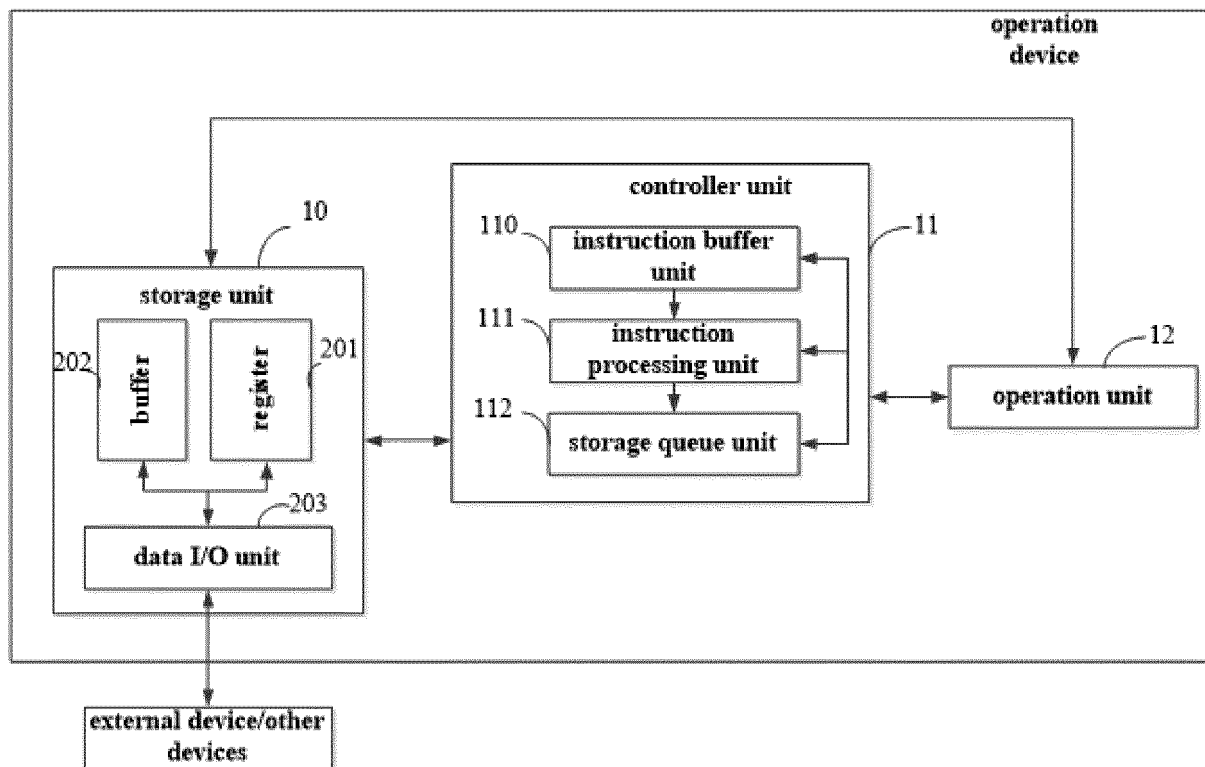 operation
device
controller unit
10
110
instruction buffer
unit
11
storage unit
111
instruction
processing unit
202
buffer
register
201
12
operation unit
112
storage queue unit
203
data I/O unit
external device/other
devices